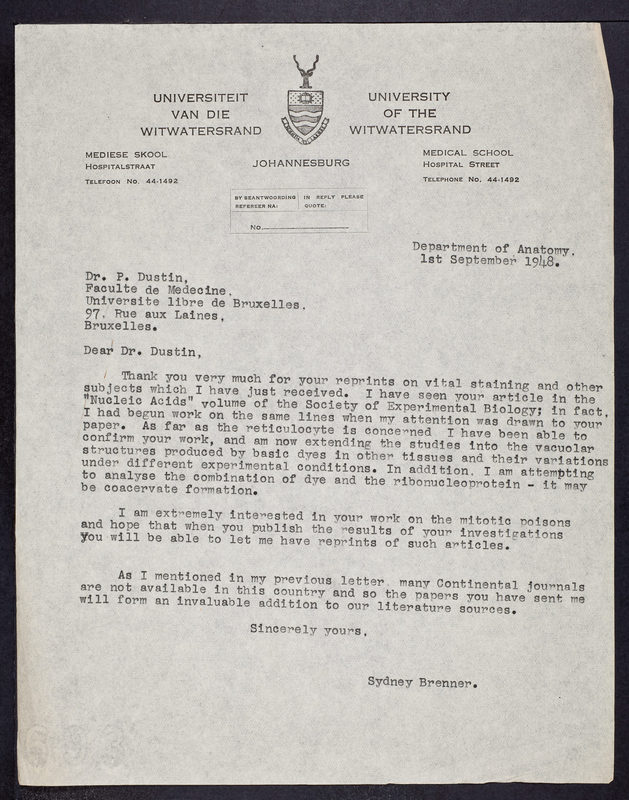 UNIVERSITEIT
VAN DIE
WITWATERSRAND
UNIVERSITY
OF THE
WITWATERSRAND
MEDIESE SKOOL
HOSPITALSTRAAT
TELEFOON No. 44-1492
JOHANNESBURG
MEDICAL SCHOOL
HOSPITAL STREET
TELEPHONE No. 44-1492
BY BEANTWOORDING
REFEREER NA:
IN REPLY PLEASE
QUOTE:
No.
Department of Anatomy.
1st September 1948.
Dr. P. Dustin,
Faculte de Medecine,
Universite libre de Bruxelles,
97, Rue aux Laines,
Bruxelles.
Dear Dr. Dustin,
Thank you very much for your reprints on vital staining and other
subjects which I have just received. I have seen your article in the
"Nucleic Acids" volume of the Society of Experimental Biology; in fact,
I had begun work on the same lines when my attention was drawn to your
paper. As far as the reticulocyte is concerned I have been able to
confirm your work, and am now extending the studies into the vacuolar
structures produced by basic dyes in other tissues and their variations
under different experimental conditions. In addition, I am attempting
to analyse the combination of dye and the ribonucleoprotein - it may
be coacervate formation.
I am extremely interested in your work on the mitotic poisons
and hope that when you publish the results of your investigations
you will be able to let me have reprints of such articles.
As I mentioned in my previous letter, many Continental journals
are not available in this country and so the papers you have sent me
will form an invaluable addition to our literature sources.
Sincerely yours,
Sydney Brenner.